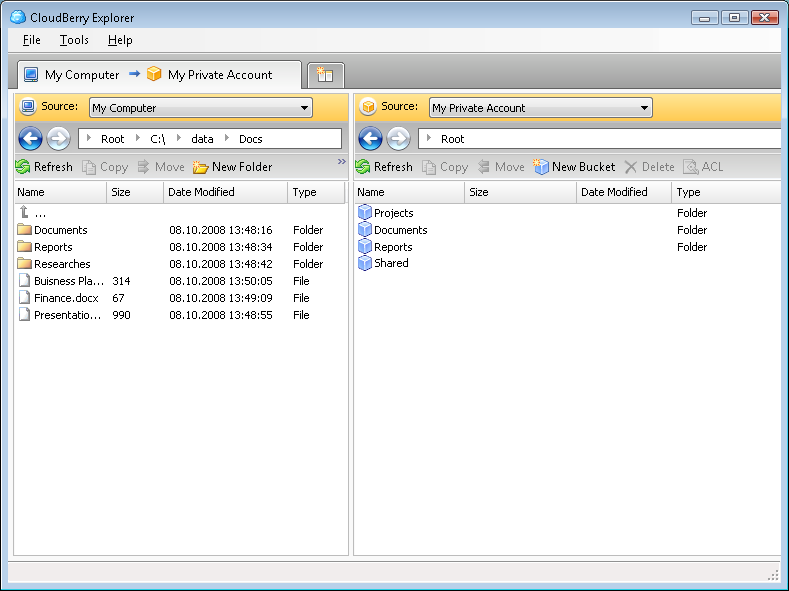 CloudBerry Explorer
File Tools Help
My Computer My Private Account
Source: My Computer Source: My Private Account
Root C:\ data Docs Root
Refresh Copy Move New Folder » Refresh Copy Move New Bucket Delete ACL
Name Size Date Modified Type Name Size Date Modified Type
... Projects Folder
Documents 08.10.2008 13:48:16 Folder Documents Folder
Reports 08.10.2008 13:48:34 Folder Reports Folder
Researches 08.10.2008 13:48:42 Folder Shared
Buisness Pla... 314 08.10.2008 13:50:05 File
Finance.docx 67 08.10.2008 13:49:09 File
Presentatio... 990 08.10.2008 13:48:55 File